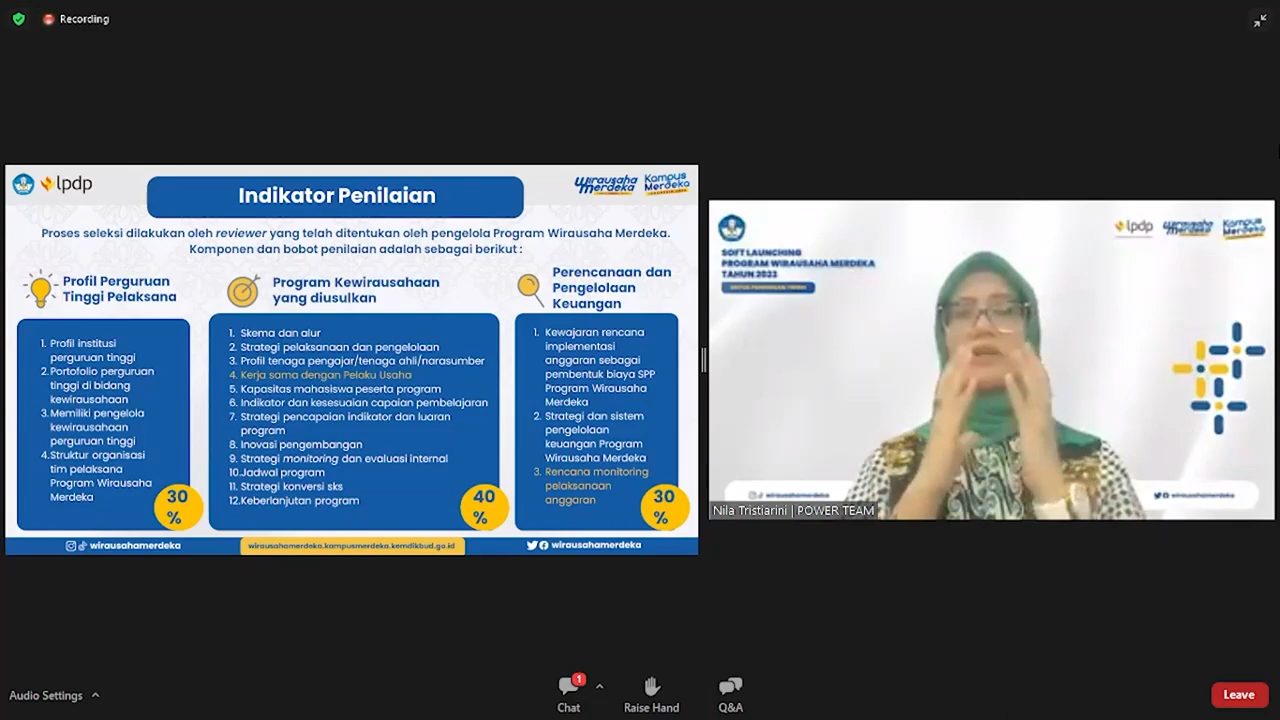 Recording
lpdp
Indikator Penilaian
Wirausaha
Merdeka
Kampus
Merdeka
Proses seleksi dilakukan oleh reviewer yang telah ditentukan oleh pengelola Program Wirausaha Merdeka.
Komponen dan bobot penilaian adalah sebagai berikut :
Profil Perguruan
Tinggi Pelaksana
1. Profil institusi
perguruan tinggi
2.Portofolio perguruan
tinggi di bidang
kewirausahaan
3.Memiliki pengelola
kewirausahaan
perguruan tinggi
4.Struktur organisasi
tim pelaksana
Program Wirausaha
Merdeka
30
%
Program Kewirausahaan
yang diusulkan
1. Skema dan alur
2. Strategi pelaksanaan dan pengelolaan
3. Profil tenaga pengajar/tenaga ahli/narasumber
4. Kerja sama dengan Pelaku Usaha
5. Kapasitas mahasiswa peserta program
6. Indikator dan kesesuaian capaian pembelajaran
7. Strategi pencapaian indikator dan luaran
program
8. Inovasi pengembangan
9. Strategi monitoring dan evaluasi internal
10.Jadwal program
11. Strategi konversi sks
12.Keberlanjutan program
40
%
Perencanaan dan
Pengelolaan
Keuangan
1. Kewajaran rencana
implementasi
anggaran sebagai
pembentuk biaya SPP
Program Wirausaha
Merdeka
2. Strategi dan sistem
pengelolaan
keuangan Program
Wirausaha Merdeka
3. Rencana monitoring
pelaksanaan
anggaran
30
%
wirausahamerdeka
wirausahamerdeka.kampusmerdeka.kemdikbud.go.id
wirausahamerdeka
lpdp
Wirausaha
Merdeka
Kampus
Merdeka
SOFT LAUNCHING
PROGRAM WIRAUSAHA MERDEKA
TAHUN 2023
wirausahamerdeka
wirausahamerdeka
Nila Tristiarini | POWER TEAM
Audio Settings
1
Chat
Raise Hand
Q&A
Leave